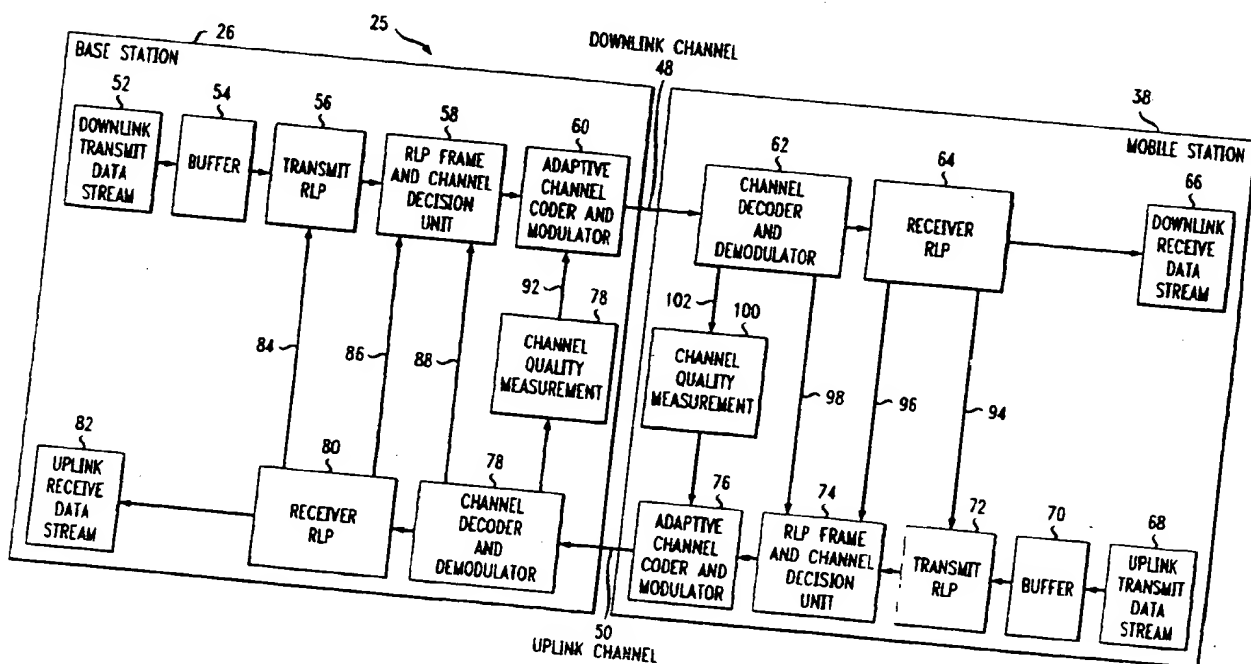 25
26
BASE STATION
DOWNLINK CHANNEL
48
38
MOBILE STATION
52
DOWNLINK
TRANSMIT
DATA
STREAM
54
BUFFER
56
TRANSMIT
RLP
58
RLP FRAME
AND CHANNEL
DECISION
UNIT
60
ADAPTIVE
CHANNEL
CODER AND
MODULATOR
62
CHANNEL
DECODER
AND
DEMODULATOR
64
RECEIVER
RLP
66
DOWNLINK
RECEIVE
DATA
STREAM
84
86
88
92
78
CHANNEL
QUALITY
MEASUREMENT
102
100
CHANNEL
QUALITY
MEASUREMENT
98
96
94
82
UPLINK
RECEIVE
DATA
STREAM
80
RECEIVER
RLP
78
CHANNEL
DECODER
AND
DEMODULATOR
76
ADAPTIVE
CHANNEL
CODER AND
MODULATOR
74
RLP FRAME
AND CHANNEL
DECISION
UNIT
72
TRANSMIT
RLP
70
BUFFER
68
UPLINK
TRANSMIT
DATA
STREAM
50
UPLINK CHANNEL